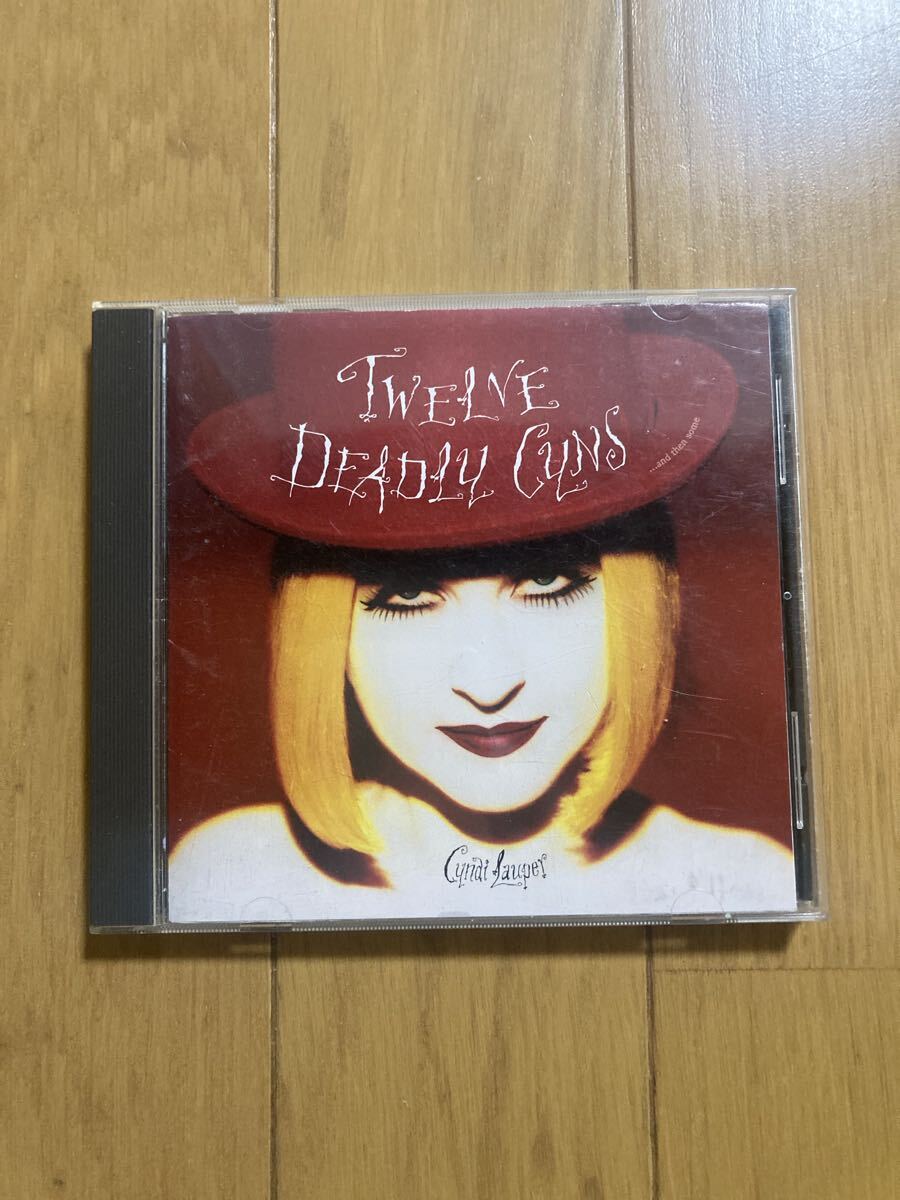 TWELVE
DEADLY CYNS
...and then some
Cyndi Lauper